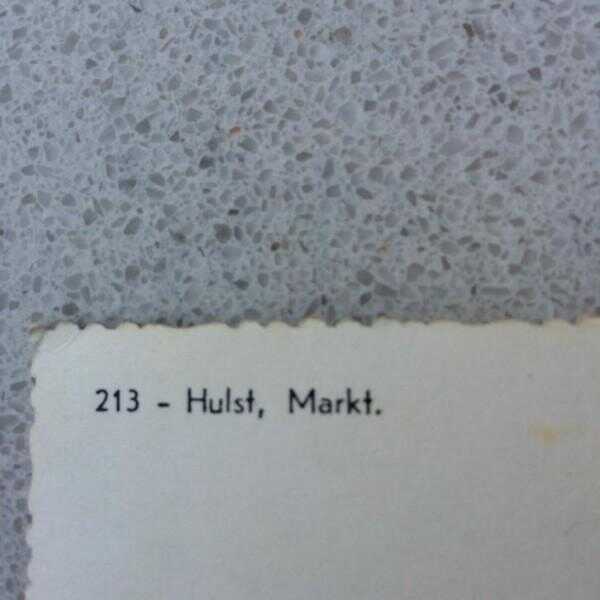 213 - Hulst, Markt.